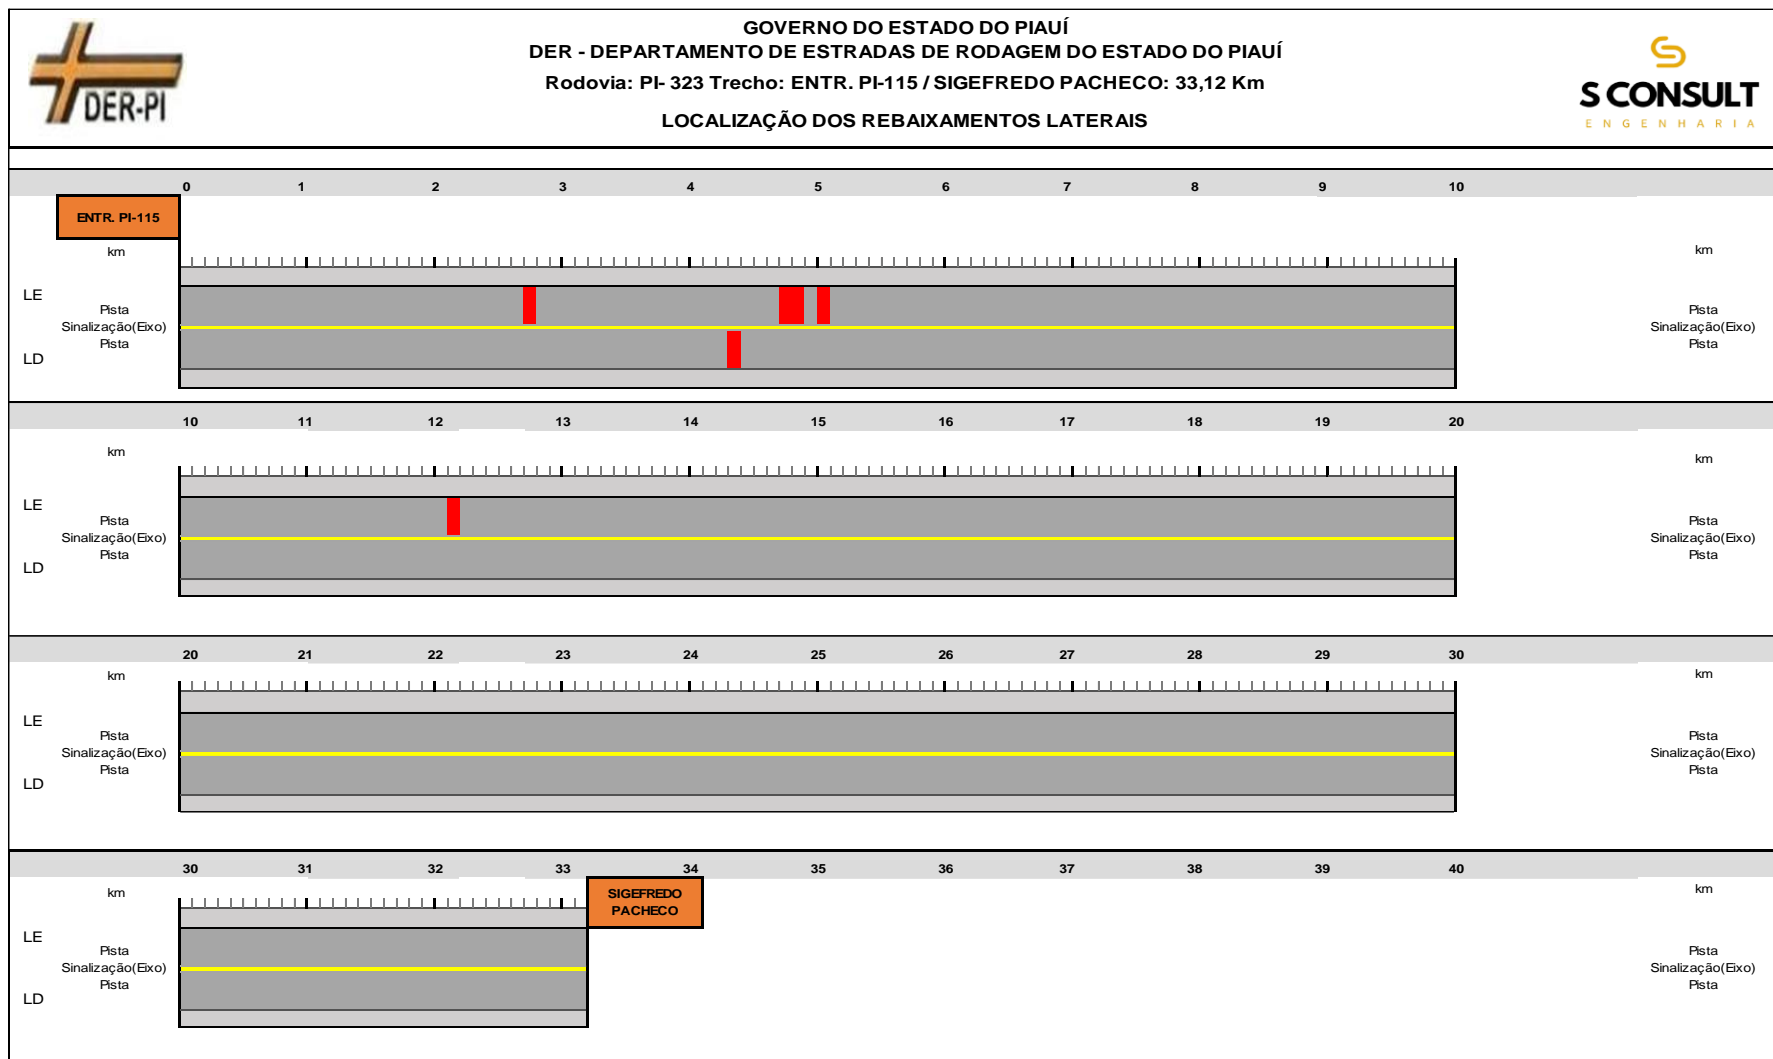 GOVERNO DO ESTADO DO PIAUÍ
DER - DEPARTAMENTO DE ESTRADAS DE RODAGEM DO ESTADO DO PIAUÍ
Rodovia: PI- 323 Trecho: ENTR. PI-115 / SIGEFREDO PACHECO: 33,12 Km
LOCALIZAÇÃO DOS REBAIXAMENTOS LATERAIS
DER-PI
S CONSULT
ENGENHARIA
0 1 2 3 4 5 6 7 8 9 10
ENTR. PI-115
km km
LE
Pista Pista
Sinalização(Eixo) Sinalização(Eixo)
Pista Pista
LD
10 11 12 13 14 15 16 17 18 19 20
km km
LE
Pista Pista
Sinalização(Eixo) Sinalização(Eixo)
Pista Pista
LD
20 21 22 23 24 25 26 27 28 29 30
km km
LE
Pista Pista
Sinalização(Eixo) Sinalização(Eixo)
Pista Pista
LD
30 31 32 33 34 35 36 37 38 39 40
km km
SIGEFREDO
PACHECO
LE
Pista Pista
Sinalização(Eixo) Sinalização(Eixo)
Pista Pista
LD